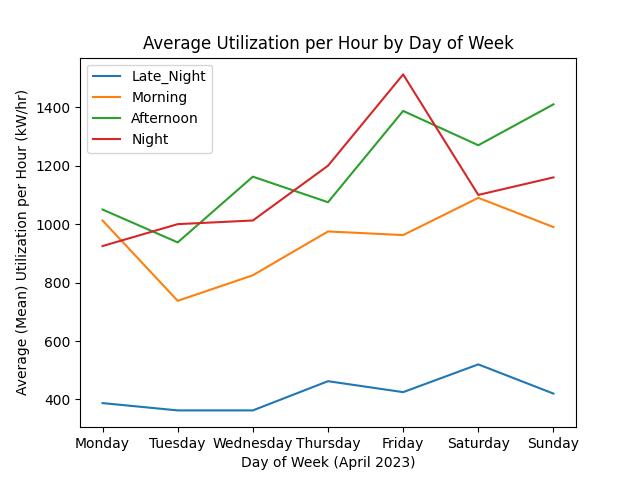 Average Utilization per Hour by Day of Week
Late_Night
Morning
Afternoon
Night
Average (Mean) Utilization per Hour (kW/hr)
1400
1200
1000
800
600
400
Monday Tuesday Wednesday Thursday Friday Saturday Sunday
Day of Week (April 2023)